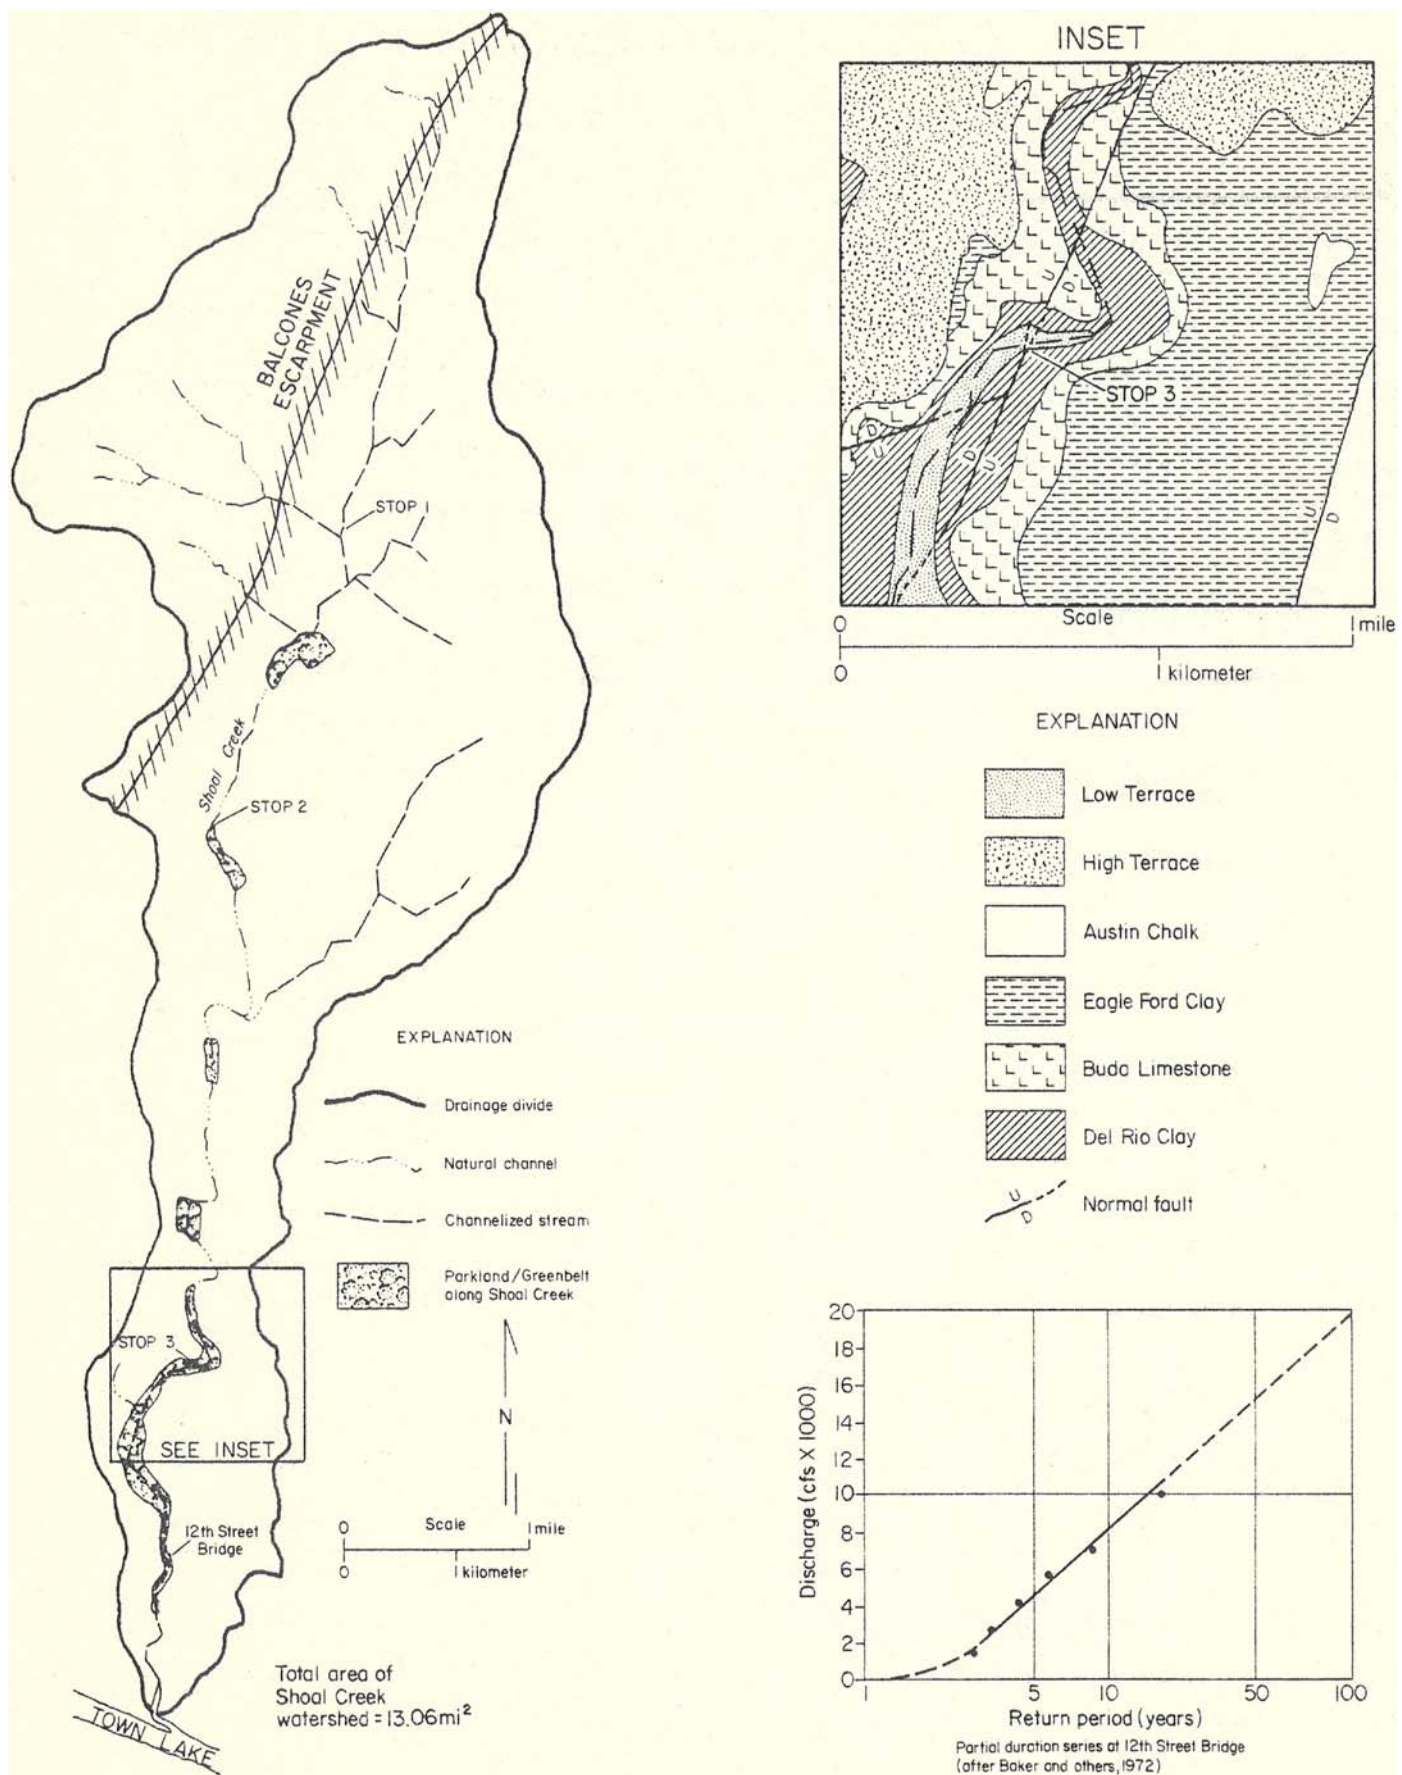 BALCONES
ESCARPMENT
STOP 1
Shoal Creek
STOP 2
EXPLANATION
Drainage divide
Natural channel
Channelized stream
Parkland/Greenbelt
along Shoal Creek
STOP 3
SEE INSET
N
12th Street
Bridge
0 Scale 1 mile
0 1 kilometer
Total area of
Shoal Creek
watershed = 13.06mi²
TOWN LAKE
INSET
U
D
STOP 3
D
U
D
U
U
D
Scale
0 1 mile
0 1 kilometer
EXPLANATION
Low Terrace
High Terrace
Austin Chalk
Eagle Ford Clay
Buda Limestone
Del Rio Clay
U
D
Normal fault
Discharge (cfs X 1000)
20
18
16
14
12
10
8
6
4
2
0
1 5 10 50 100
Return period (years)
Partial duration series at 12th Street Bridge
(after Baker and others, 1972)